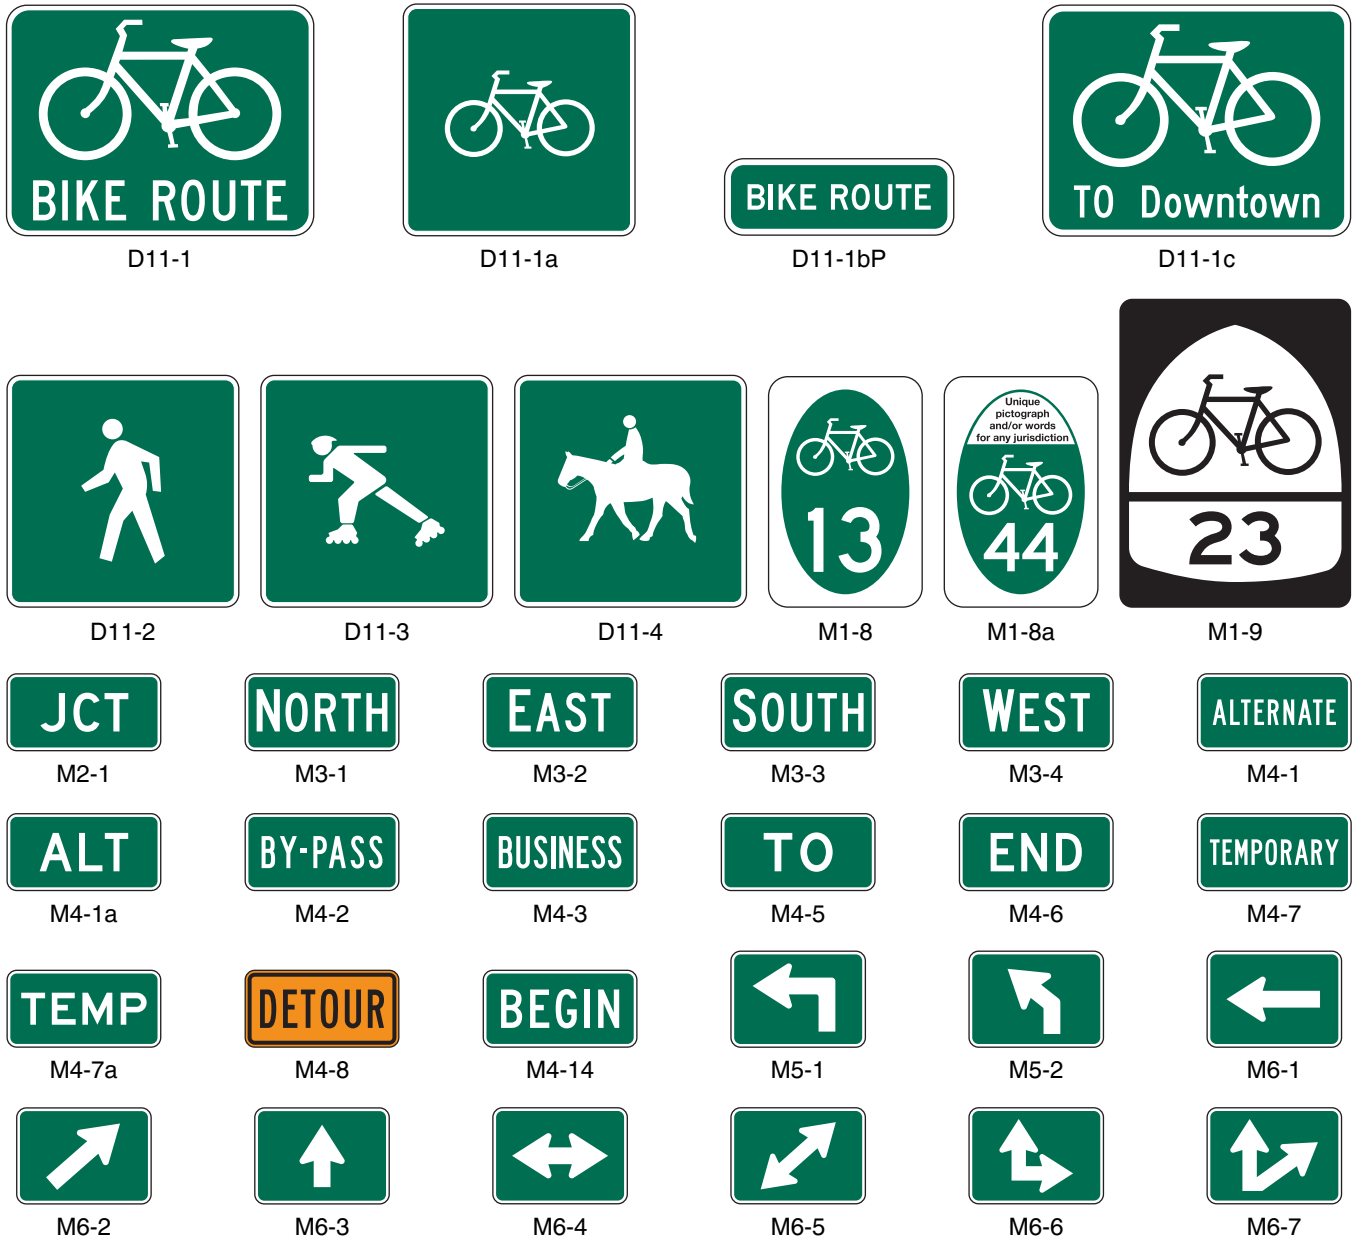 BIKE ROUTE
BIKE ROUTE
TO Downtown
D11-1
D11-1a
D11-1bP
D11-1c
Unique
pictograph
and/or words
for any jurisdiction
13
44
23
D11-2
D11-3
D11-4
M1-8
M1-8a
M1-9
JCT
NORTH
EAST
SOUTH
WEST
ALTERNATE
M2-1
M3-1
M3-2
M3-3
M3-4
M4-1
ALT
BY-PASS
BUSINESS
TO
END
TEMPORARY
M4-1a
M4-2
M4-3
M4-5
M4-6
M4-7
TEMP
DETOUR
BEGIN
M4-7a
M4-8
M4-14
M5-1
M5-2
M6-1
M6-2
M6-3
M6-4
M6-5
M6-6
M6-7